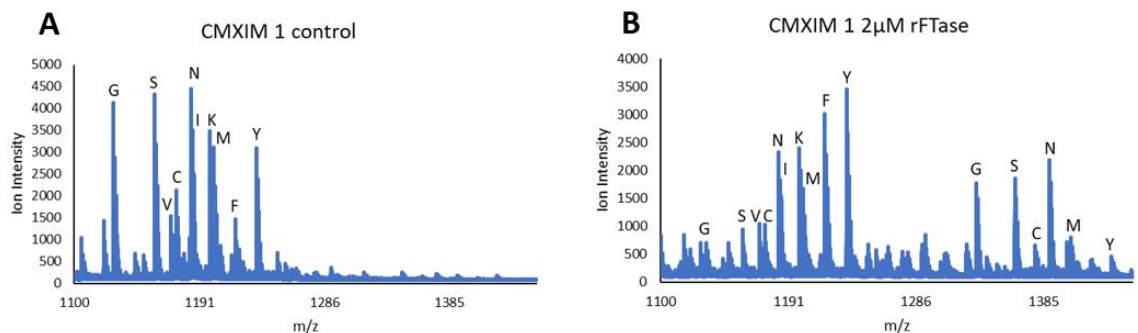 A
CMXIM 1 control
5000
4500
4000
3500
3000
2500
2000
1500
1000
500
0
Ion Intensity
G
S
V
C
N
I
K
M
F
Y
1100
1191
1286
1385
m/z
B
CMXIM 1 2μM rFTase
4000
3500
3000
2500
2000
1500
1000
500
0
Ion Intensity
G
S
V
C
N
I
K
M
F
Y
G
S
C
N
M
Y
1100
1191
1286
1385
m/z